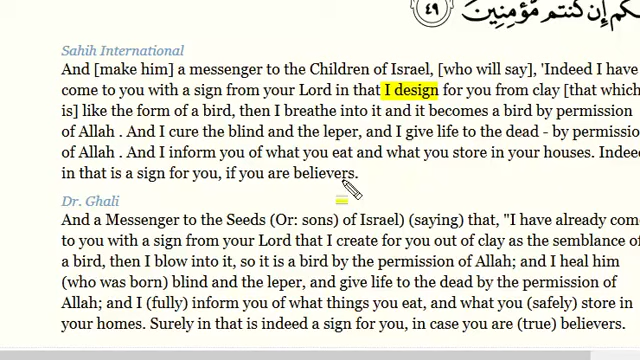 كم إن كنتم مؤمنين ٤٩
Sahih International
And [make him] a messenger to the Children of Israel, [who will say], 'Indeed I have
come to you with a sign from your Lord in that I design for you from clay [that which
is] like the form of a bird, then I breathe into it and it becomes a bird by permission
of Allah . And I cure the blind and the leper, and I give life to the dead - by permissio
of Allah . And I inform you of what you eat and what you store in your houses. Indee
in that is a sign for you, if you are believers.
Dr. Ghali
And a Messenger to the Seeds (Or: sons) of Israel) (saying) that, "I have already come
to you with a sign from your Lord that I create for you out of clay as the semblance of
a bird, then I blow into it, so it is a bird by the permission of Allah; and I heal him
(who was born) blind and the leper, and give life to the dead by the permission of
Allah; and I (fully) inform you of what things you eat, and what you (safely) store in
your homes. Surely in that is indeed a sign for you, in case you are (true) believers.